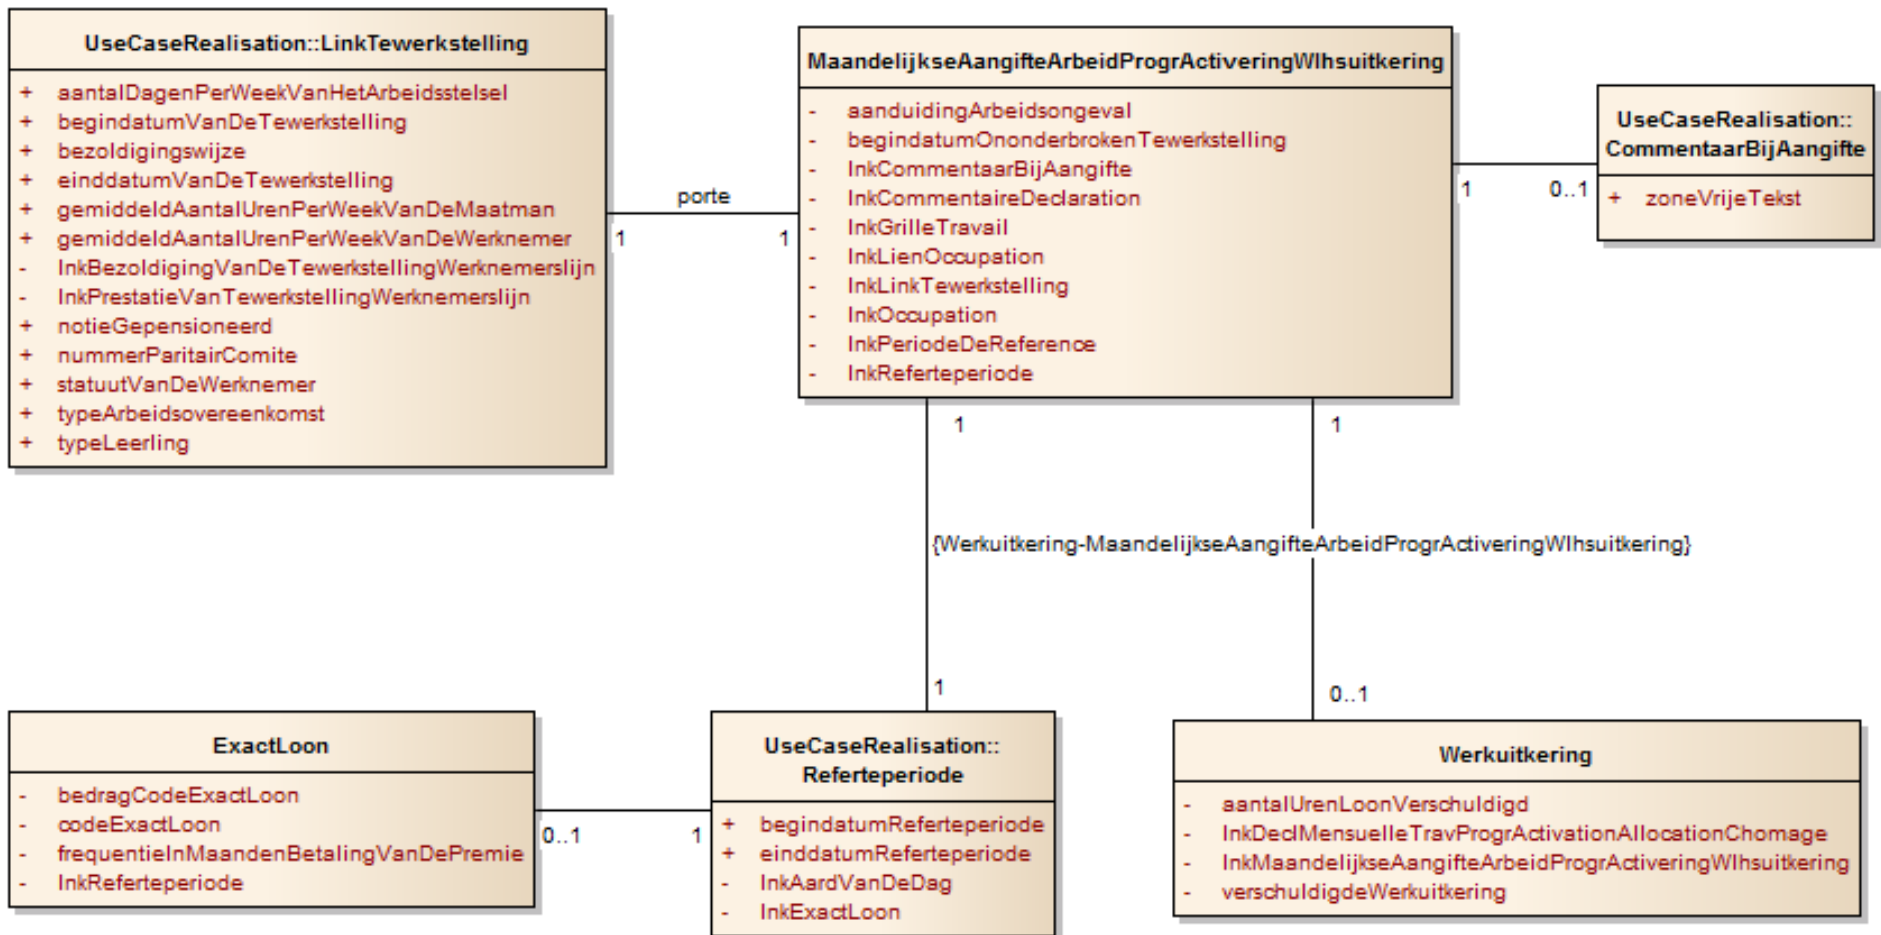 UseCaseRealisation::LinkTewerkstelling
+ aantalDagenPerWeekVanHetArbeidsstelsel
+ begindatumVanDeTewerkstelling
+ bezoldigingswijze
+ einddatumVanDeTewerkstelling
+ gemiddeldAantalUrenPerWeekVanDeMaatman
+ gemiddeldAantalUrenPerWeekVanDeWerknemer
- lnkBezoldigingVanDeTewerkstellingWerknemerslijn
- lnkPrestatieVanTewerkstellingWerknemerslijn
+ notieGepensioneerd
+ nummerParitairComite
+ statuutVanDeWerknemer
+ typeArbeidsovereenkomst
+ typeLeerling
porte
1
1
MaandelijkseAangifteArbeidProgrActiveringWlhsuitkering
- aanduidingArbeidsongeval
- begindatumOnonderbrokenTewerkstelling
- lnkCommentaarBijAangifte
- lnkCommentaireDeclaration
- lnkGrilleTravail
- lnkLienOccupation
- lnkLinkTewerkstelling
- lnkOccupation
- lnkPeriodeDeReference
- lnkReferteperiode
1
0..1
UseCaseRealisation::
CommentaarBijAangifte
+ zoneVrijeTekst
1
1
{Werkuitkering-MaandelijkseAangifteArbeidProgrActiveringWlhsuitkering}
1
0..1
ExactLoon
- bedragCodeExactLoon
- codeExactLoon
- frequentieInMaandenBetalingVanDePremie
- lnkReferteperiode
0..1
1
UseCaseRealisation::
Referteperiode
+ begindatumReferteperiode
+ einddatumReferteperiode
- lnkAardVanDeDag
- lnkExactLoon
Werkuitkering
- aantalUrenLoonVerschuldigd
- lnkDeclMensuelleTravProgrActivationAllocationChomage
- lnkMaandelijkseAangifteArbeidProgrActiveringWlhsuitkering
- verschuldigdeWerkuitkering